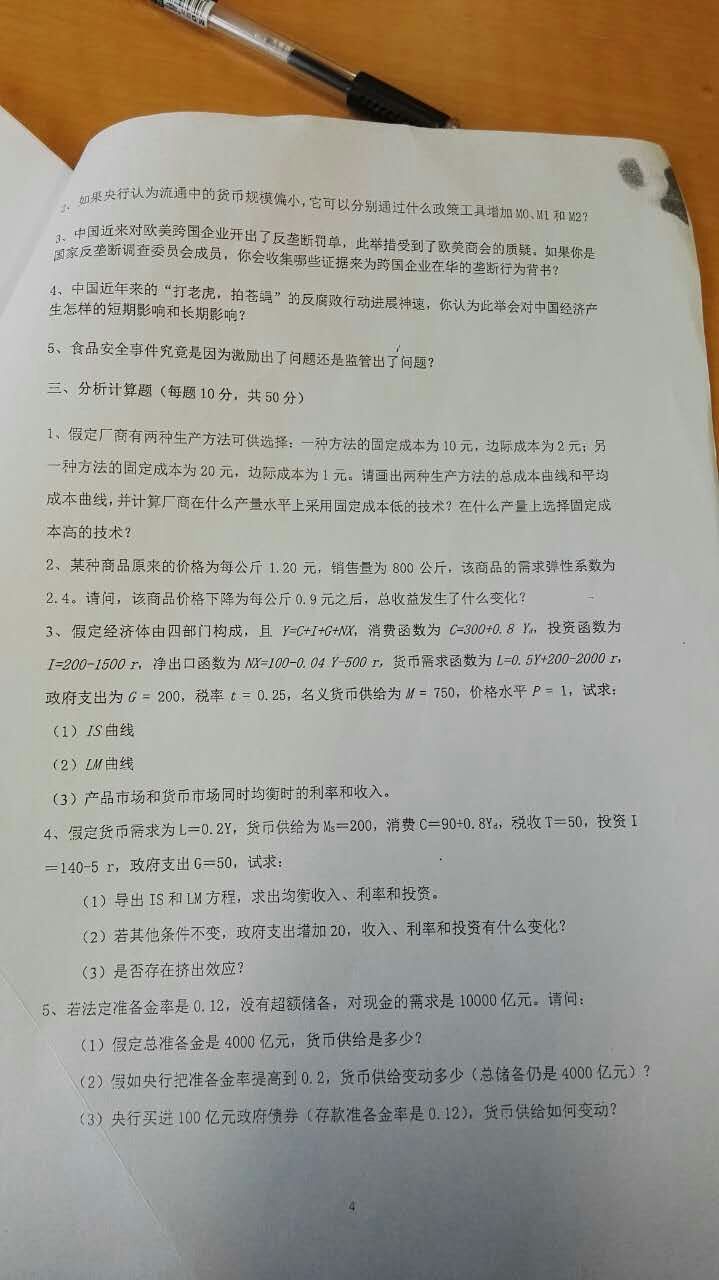 2、如果央行认为流通中的货币规模偏小,它可以分别通过什么政策工具增加M0、M1和M2?
3、中国近来对欧美跨国企业开出了反垄断罚单，此举措受到了欧美商会的质疑。如果你是
国家反垄断调查委员会成员，你会收集哪些证据来为跨国企业在华的垄断行为背书?
4、中国近年来的“打老虎，拍苍蝇”的反腐败行动进展神速，你认为此举会对中国经济产
生怎样的短期影响和长期影响?
5、食品安全事件究竟是因为激励出了问题还是监管出了问题?
三、分析计算题（每题10分，共50分）
1、假定厂商有两种生产方法可供选择：一种方法的固定成本为10元，边际成本为2元；另
一种方法的固定成本为20元，边际成本为1元。请画出两种生产方法的总成本曲线和平均
成本曲线,并计算厂商在什么产量水平上采用固定成本低的技术？在什么产量上选择固定成
本高的技术？
2、某种商品原来的价格为每公斤1.20元，销售量为800公斤，该商品的需求弹性系数为
2.4。请问，该商品价格下降为每公斤0.9元之后，总收益发生了什么变化？
3、假定经济体由四部门构成，且Y=C+I+G+NX，消费函数为C=300+0.8 Yd，投资函数为
I=200-1500 r，净出口函数为NX=100-0.04 Y-500 r，货币需求函数为L=0.5Y+200-2000 r，
政府支出为G = 200，税率t = 0.25，名义货币供给为M = 750，价格水平P = 1，试求：
（1）IS曲线
（2）LM曲线
（3）产品市场和货币市场同时均衡时的利率和收入。
4、假定货币需求为L＝0.2Y，货币供给为Ms＝200，消费C＝90+0.8Yd，税收T＝50，投资I
＝140-5 r，政府支出G＝50，试求：
（1）导出IS和LM方程，求出均衡收入、利率和投资。
（2）若其他条件不变，政府支出增加20，收入、利率和投资有什么变化？
（3）是否存在挤出效应？
5、若法定准备金率是0.12，没有超额储备，对现金的需求是10000亿元。请问：
（1）假定总准备金是4000亿元，货币供给是多少？
（2）假如央行把准备金率提高到0.2，货币供给变动多少（总储备仍是4000亿元）？
（3）央行买进100亿元政府债券（存款准备金率是0.12），货币供给如何变动？
4